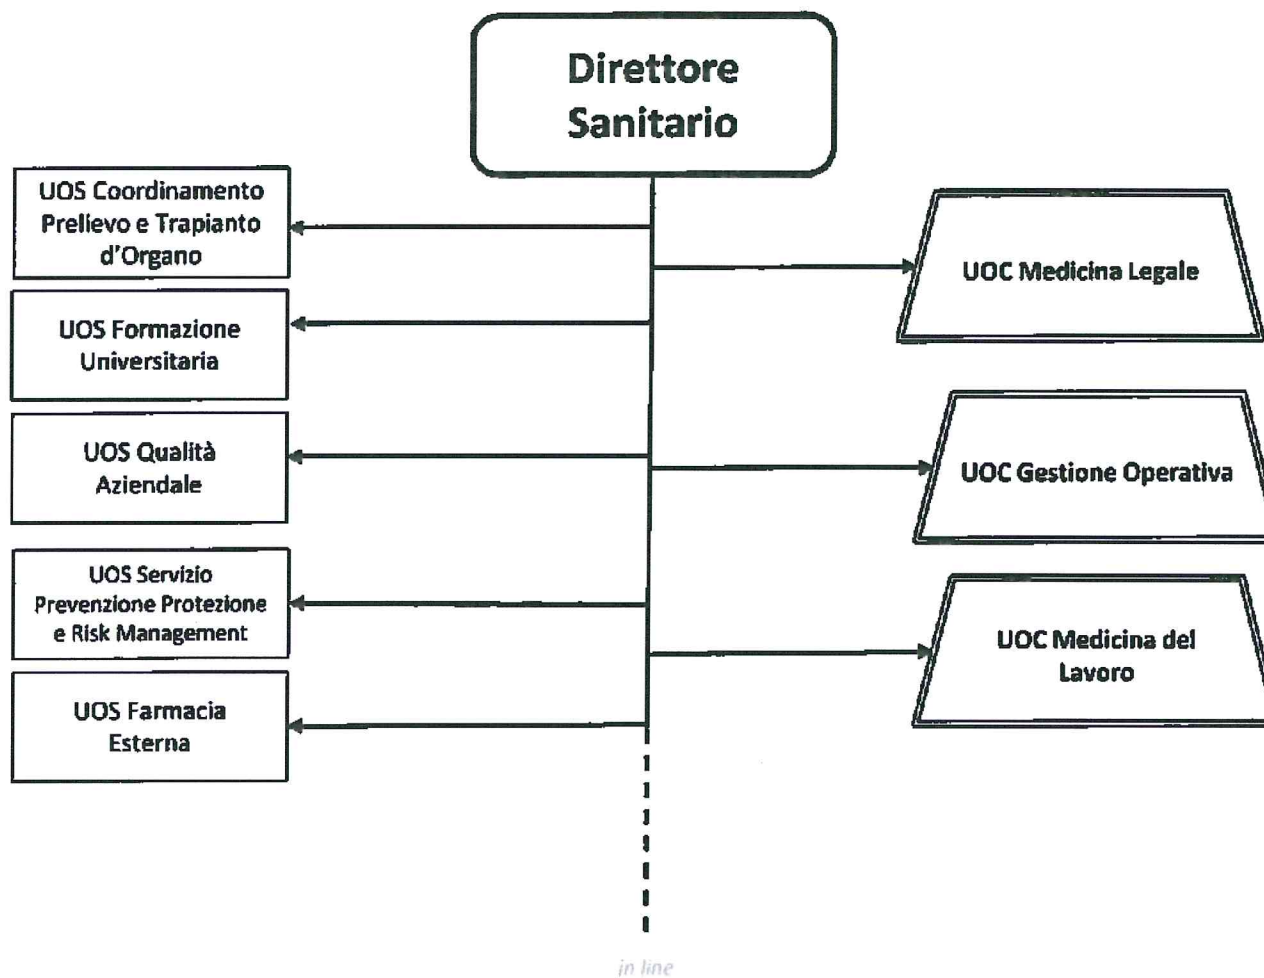 Direttore
Sanitario
UOS Coordinamento
Prelievo e Trapianto
d'Organo
UOS Formazione
Universitaria
UOS Qualità
Aziendale
UOS Servizio
Prevenzione Protezione
e Risk Management
UOS Farmacia
Esterna
UOC Medicina Legale
UOC Gestione Operativa
UOC Medicina del
Lavoro
in line